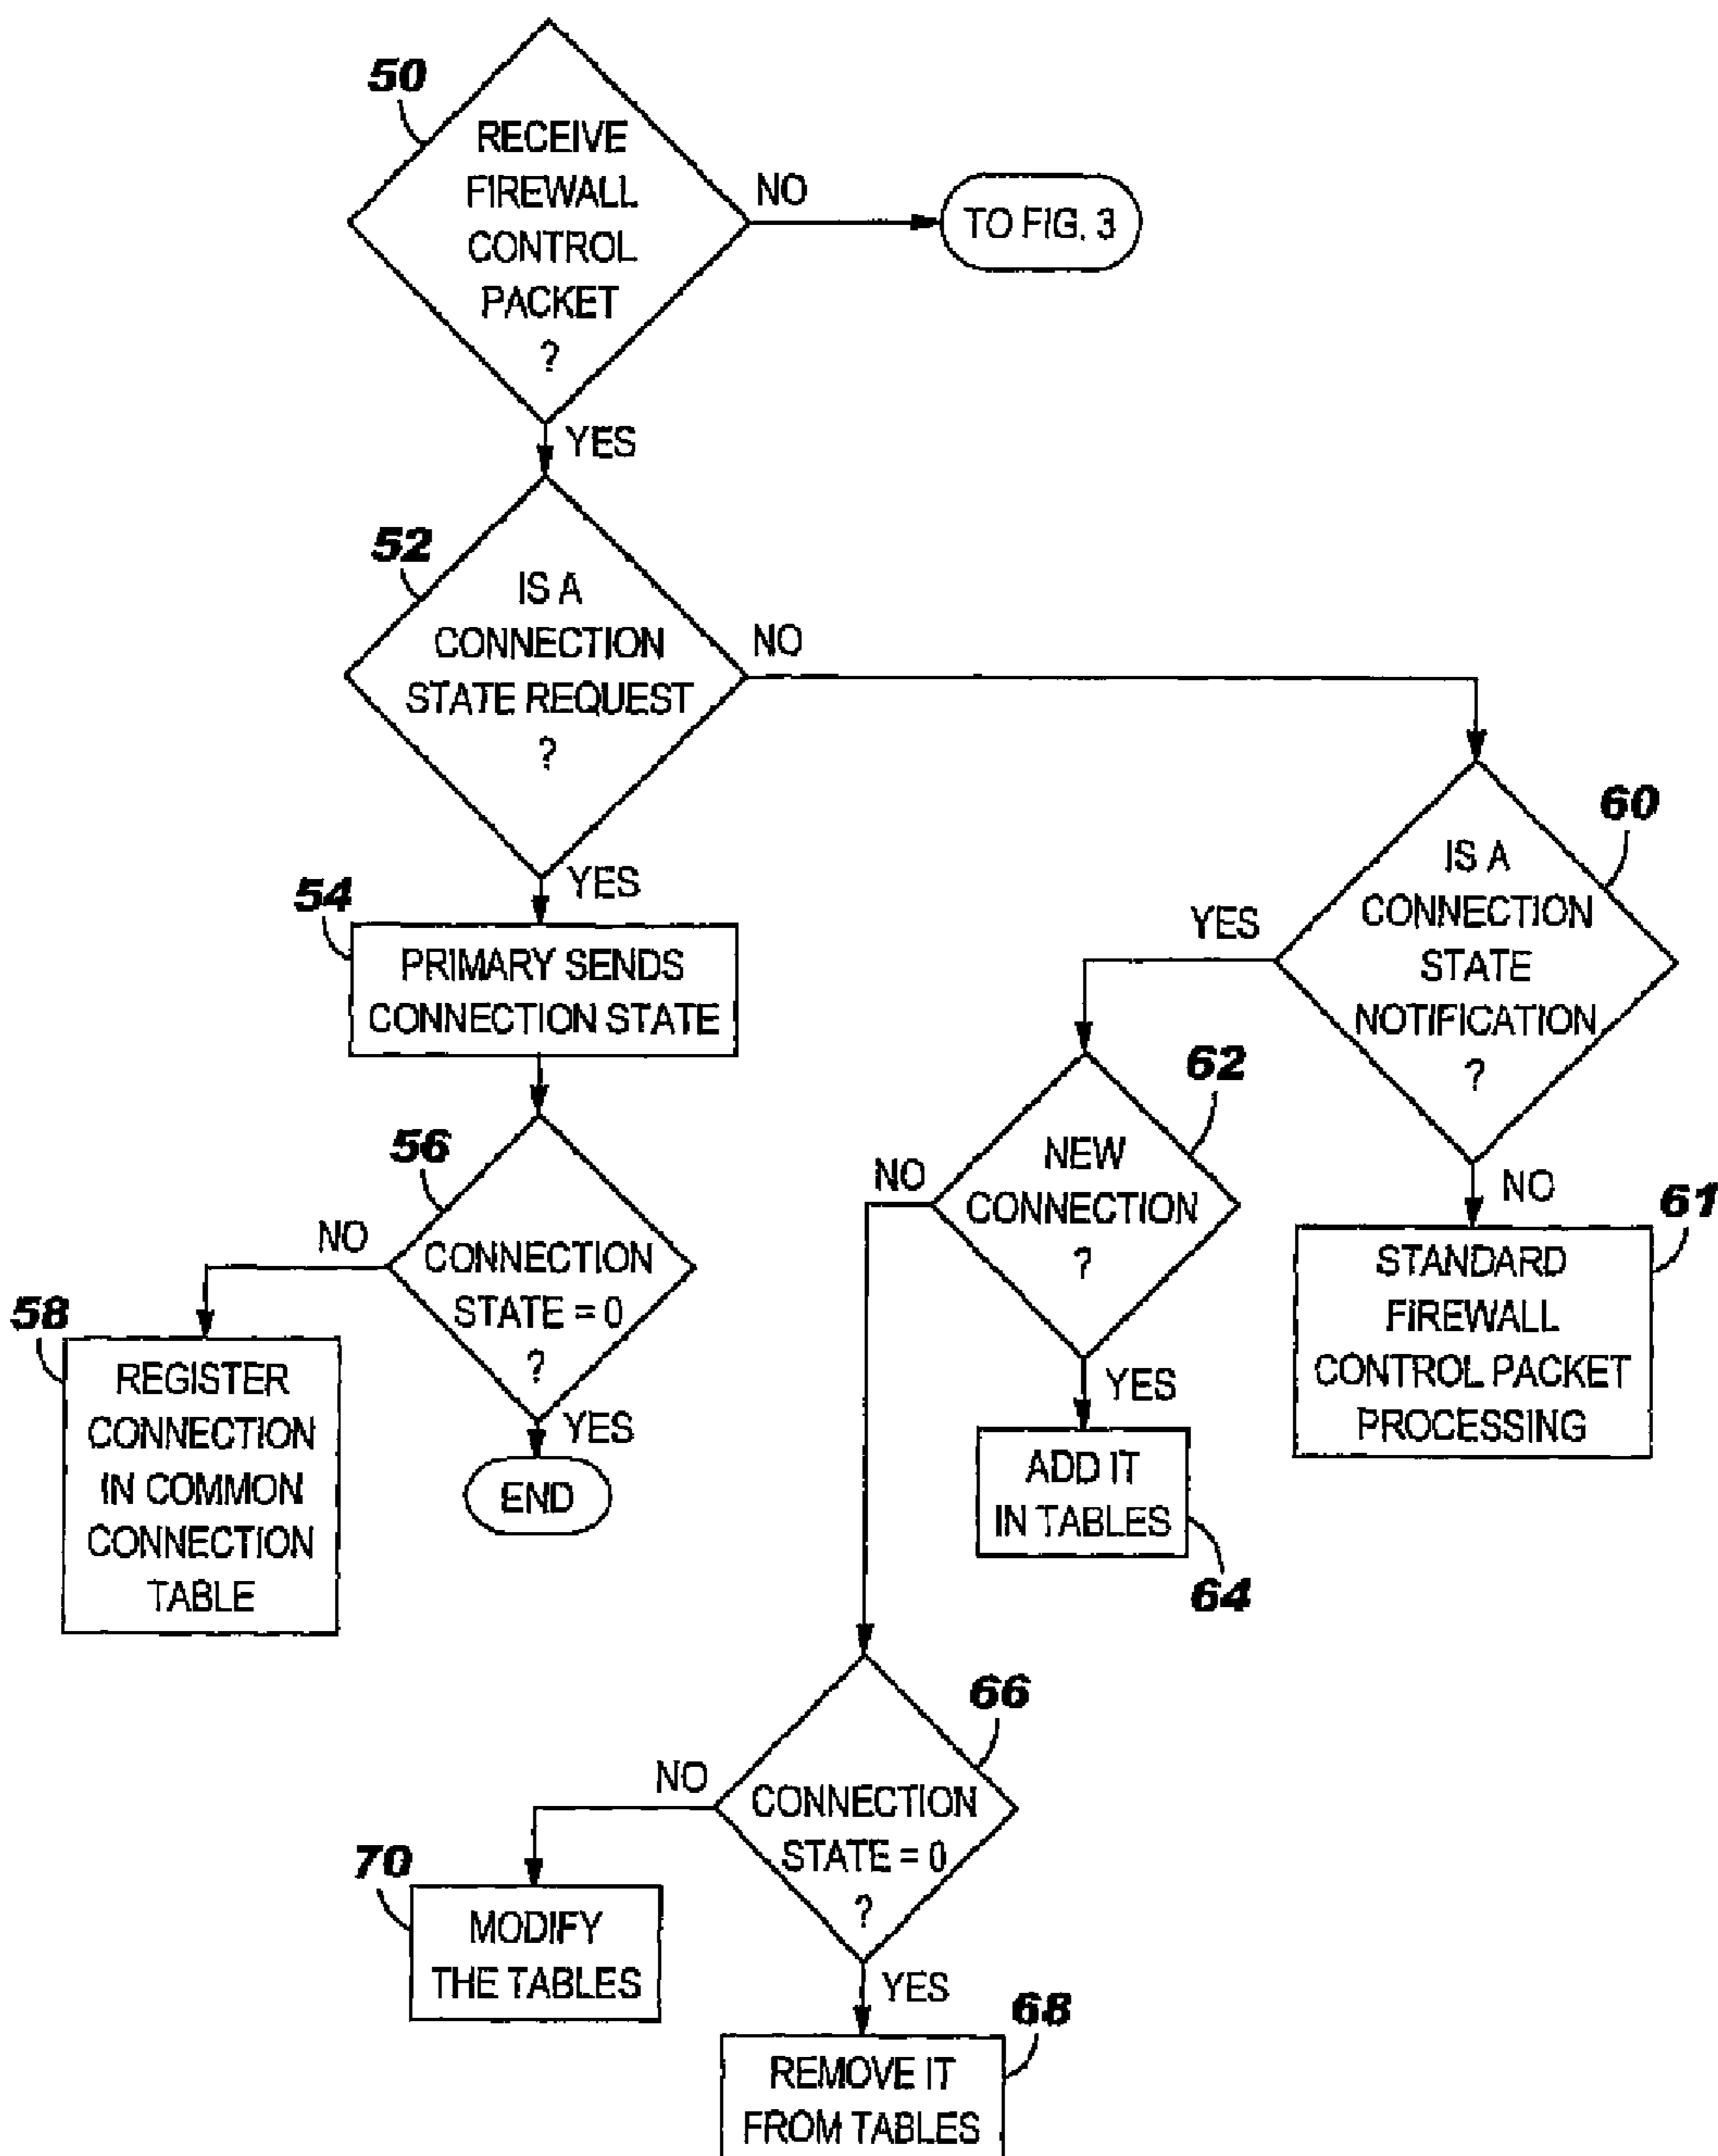 50
RECEIVE
FIREWALL
CONTROL
PACKET
?
NO
TO FIG. 3
YES
52
IS A
CONNECTION
STATE REQUEST
?
NO
YES
54
PRIMARY SENDS
CONNECTION STATE
56
CONNECTION
STATE = 0
?
NO
58
REGISTER
CONNECTION
IN COMMON
CONNECTION
TABLE
YES
END
60
IS A
CONNECTION
STATE
NOTIFICATION
?
YES
NO
61
STANDARD
FIREWALL
CONTROL PACKET
PROCESSING
62
NEW
CONNECTION
?
NO
YES
ADD IT
IN TABLES
64
66
CONNECTION
STATE = 0
?
NO
70
MODIFY
THE TABLES
YES
68
REMOVE IT
FROM TABLES